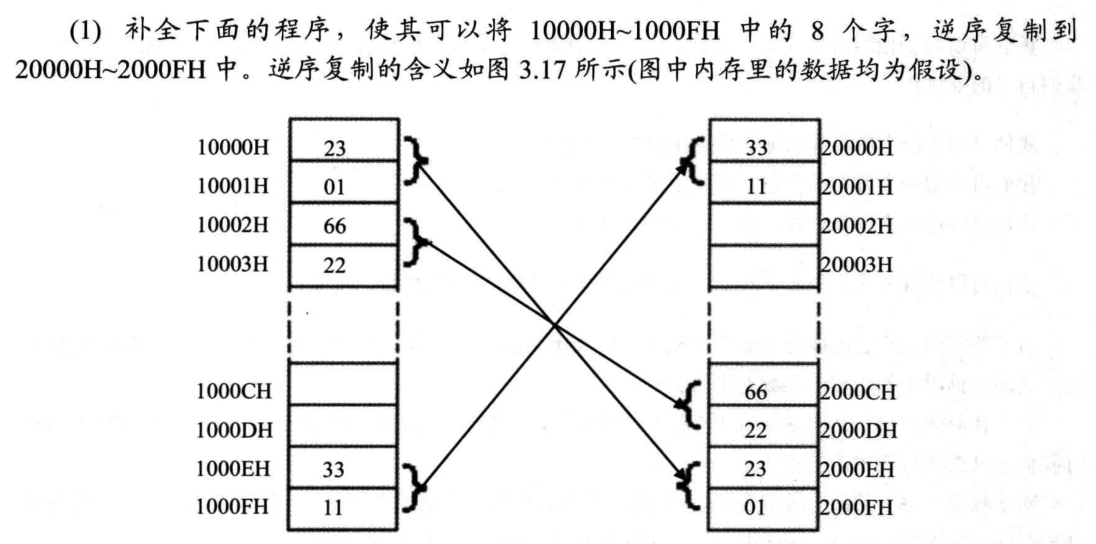 (1) 补全下面的程序，使其可以将 10000H~1000FH 中的 8 个字，逆序复制到
20000H~2000FH 中。逆序复制的含义如图 3.17 所示(图中内存里的数据均为假设)。
10000H 23 33 20000H
10001H 01 11 20001H
10002H 66 20002H
10003H 22 20003H
1000CH 66 2000CH
1000DH 22 2000DH
1000EH 33 23 2000EH
1000FH 11 01 2000FH